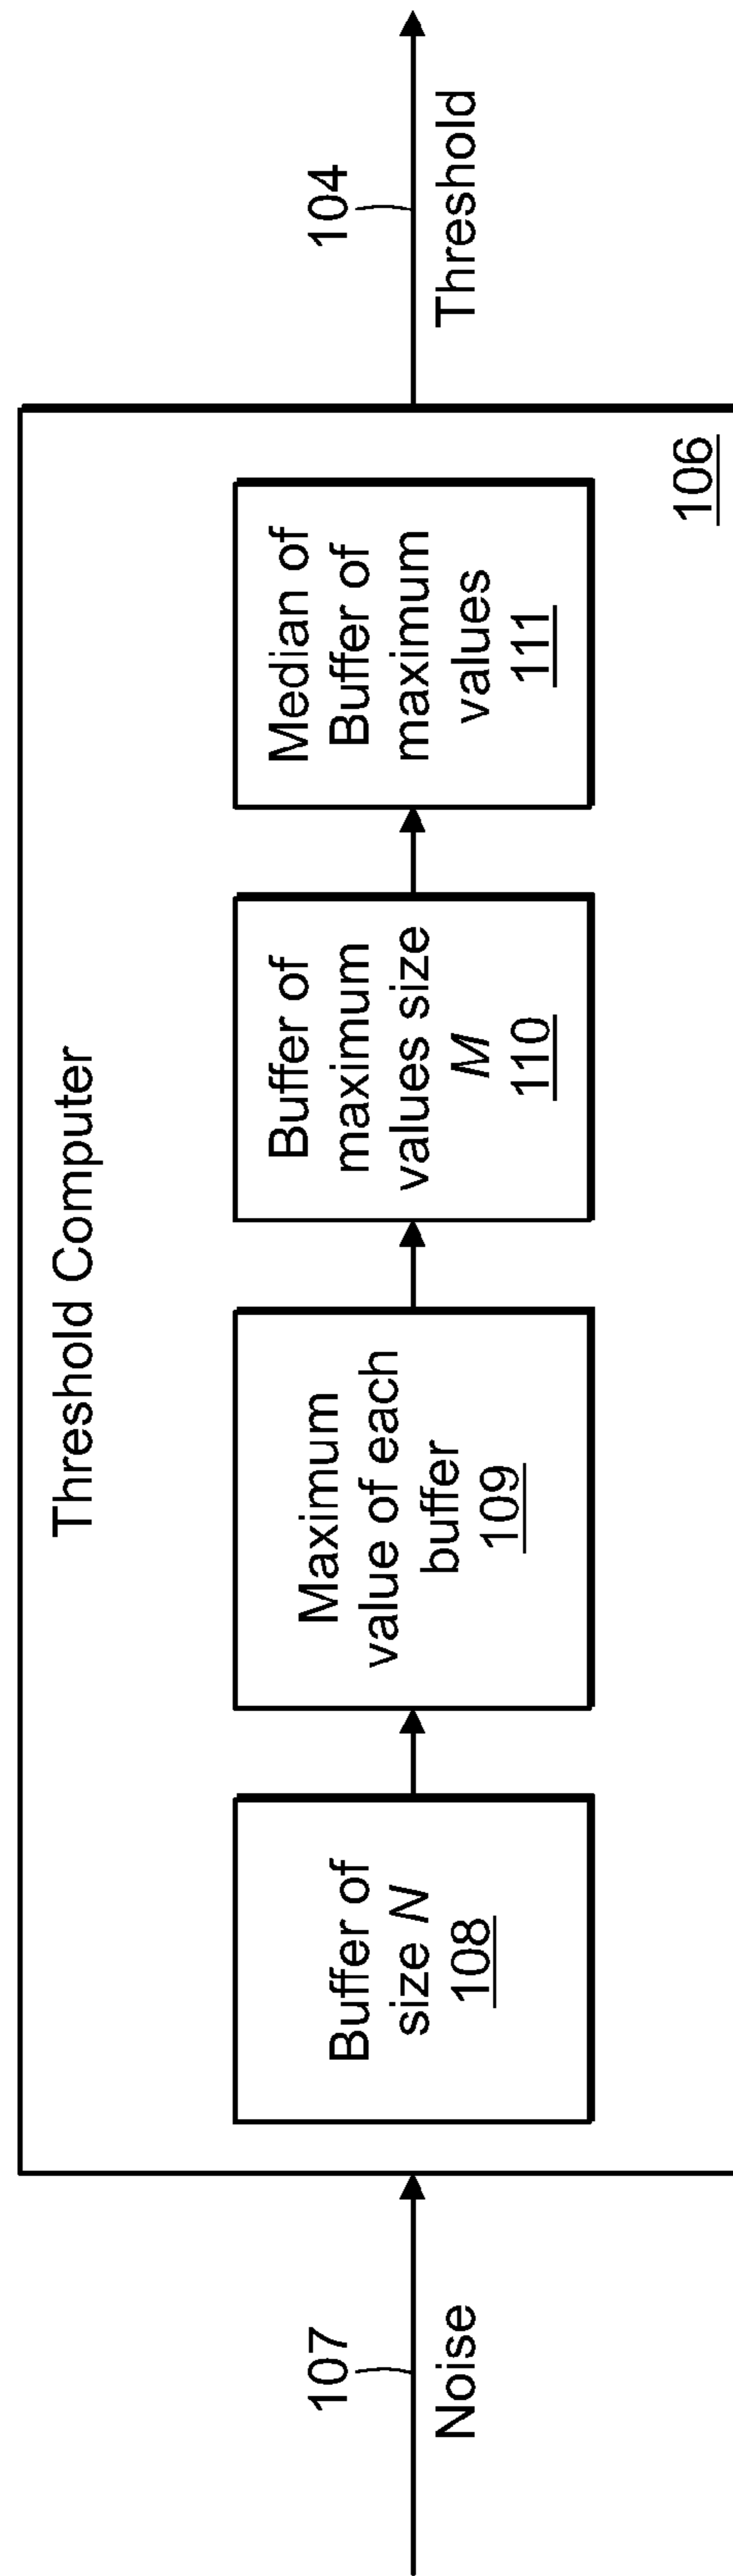 Threshold Computer
107
Noise
Buffer of
size N
108
Maximum
value of each
buffer
109
Buffer of
maximum
values size
M
110
Median of
Buffer of
maximum
values
111
106
104
Threshold